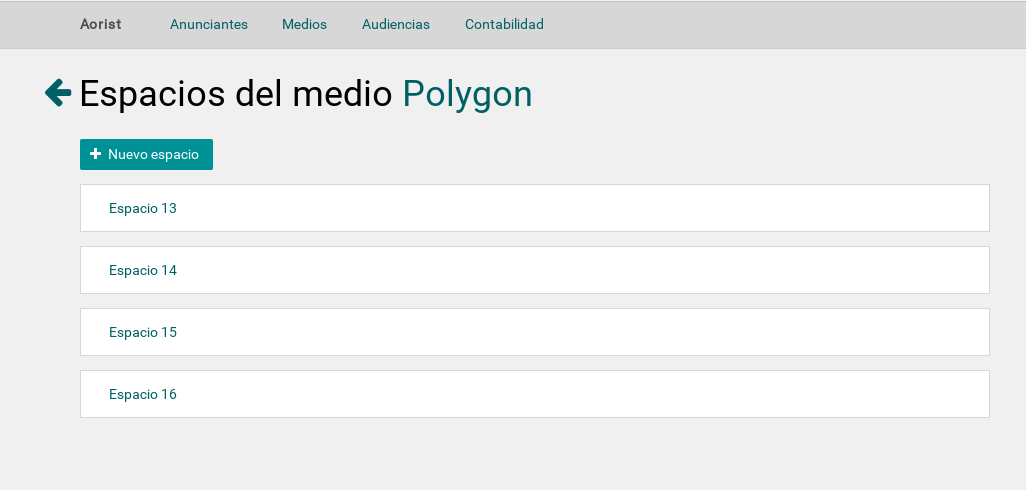 Aorist Anunciantes Medios Audiencias Contabilidad
Espacios del medio Polygon
Nuevo espacio
Espacio 13
Espacio 14
Espacio 15
Espacio 16